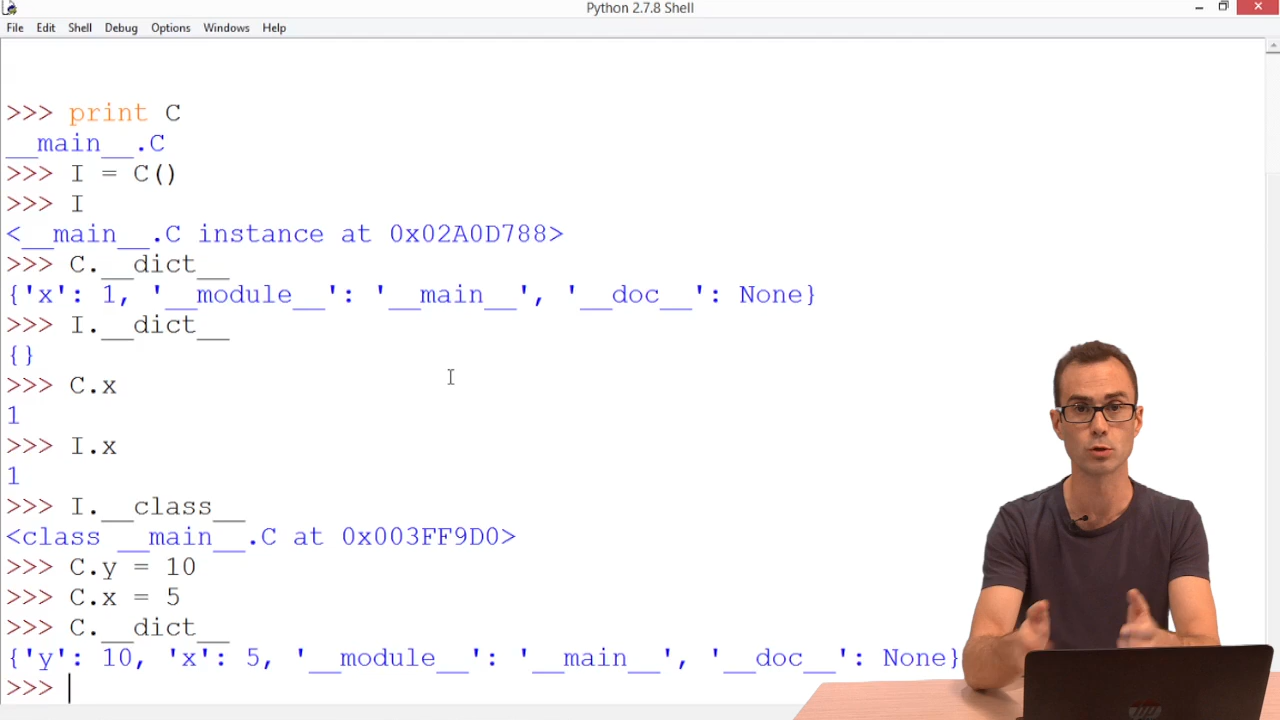 Python 2.7.8 Shell
File Edit Shell Debug Options Windows Help
>>> print C
__main__.C
>>> I = C()
>>> I
<__main__.C instance at 0x02A0D788>
>>> C.__dict__
{'x': 1, '__module__': '__main__', '__doc__': None}
>>> I.__dict__
{}
>>> C.x
1
>>> I.x
1
>>> I.__class__
<class __main__.C at 0x003FF9D0>
>>> C.y = 10
>>> C.x = 5
>>> C.__dict__
{'y': 10, 'x': 5, '__module__': '__main__', '__doc__': None}
>>>